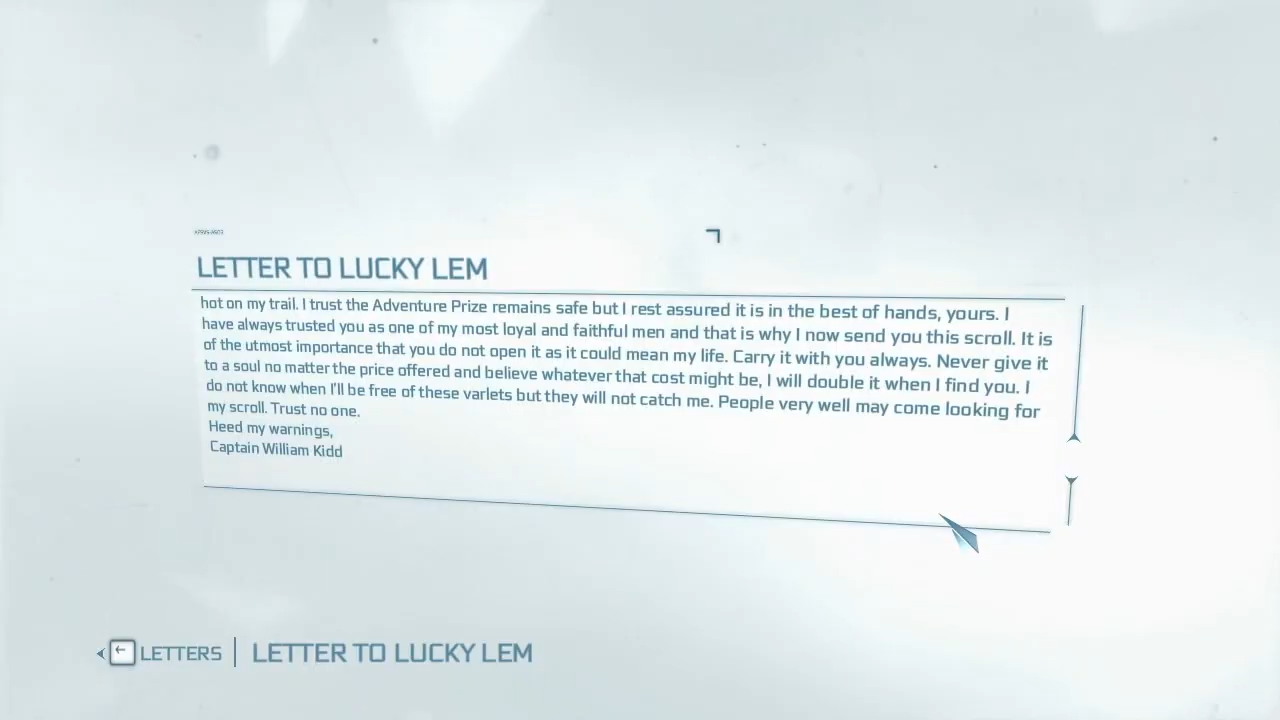 LETTER TO LUCKY LEM
hot on my trail. I trust the Adventure Prize remains safe but I rest assured it is in the best of hands, yours. I
have always trusted you as one of my most loyal and faithful men and that is why I now send you this scroll. It is
of the utmost importance that you do not open it as it could mean my life. Carry it with you always. Never give it
to a soul no matter the price offered and believe whatever that cost might be, I will double it when I find you. I
do not know when I'll be free of these varlets but they will not catch me. People very well may come looking for
my scroll. Trust no one.
Heed my warnings,
Captain William Kidd
LETTERS | LETTER TO LUCKY LEM